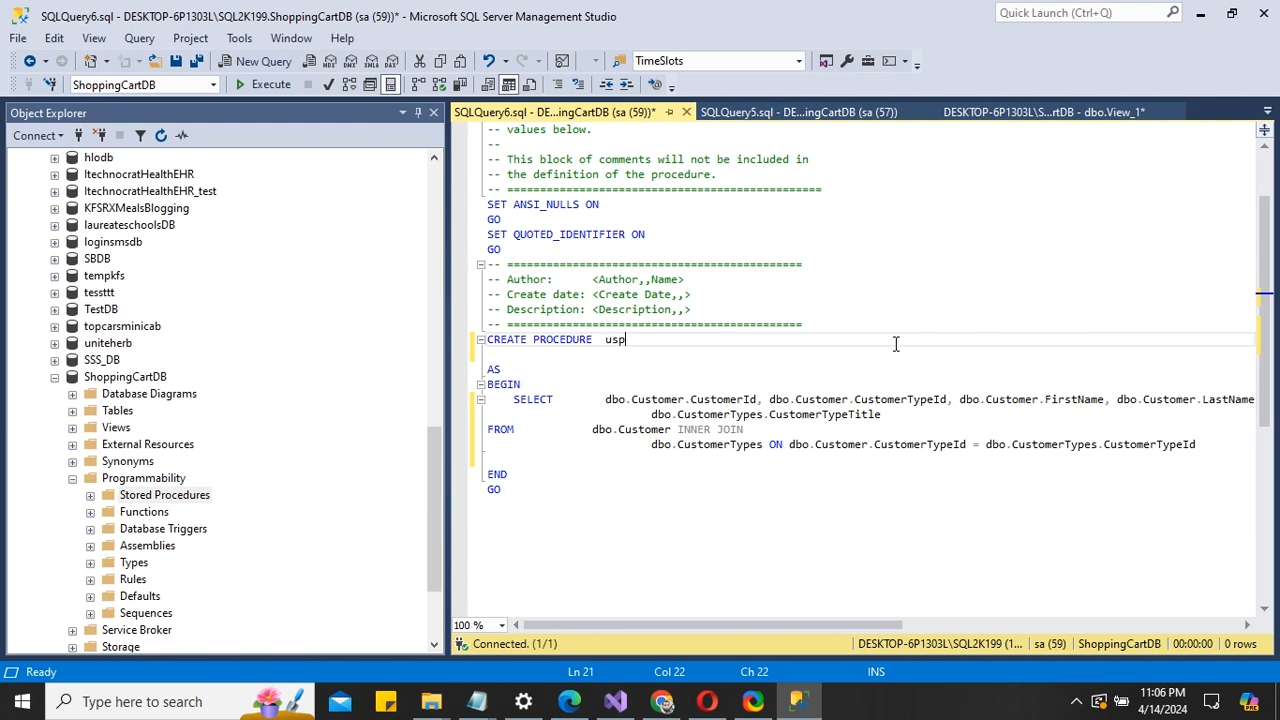 SQLQuery6.sql - DESKTOP-6P1303L\SQL2K199.ShoppingCartDB (sa (59))* - Microsoft SQL Server Management Studio
Quick Launch (Ctrl+Q)
File Edit View Query Project Tools Window Help
New Query
TimeSlots
ShoppingCartDB
Execute
Object Explorer
Connect
hlodb
ItechnocratHealthEHR
ItechnocratHealthEHR_test
KFSRXMealsBlogging
laureateschoolsDB
loginsmsdb
SBDB
tempkfs
tessttt
TestDB
topcarsminicab
uniteherb
SSS_DB
ShoppingCartDB
Database Diagrams
Tables
Views
External Resources
Synonyms
Programmability
Stored Procedures
Functions
Database Triggers
Assemblies
Types
Rules
Defaults
Sequences
Service Broker
Storage
SQLQuery6.sql - DE...ingCartDB (sa (59))*
SQLQuery5.sql - DE...ingCartDB (sa (57))
DESKTOP-6P1303L\S...rtDB - dbo.View_1*
-- values below.
--
-- This block of comments will not be included in
-- the definition of the procedure.
-- ================================================
SET ANSI_NULLS ON
GO
SET QUOTED_IDENTIFIER ON
GO
-- =============================================
-- Author: <Author,,Name>
-- Create date: <Create Date,,>
-- Description: <Description,,>
-- =============================================
CREATE PROCEDURE usp
AS
BEGIN
SELECT dbo.Customer.CustomerId, dbo.Customer.CustomerTypeId, dbo.Customer.FirstName, dbo.Customer.LastName
dbo.CustomerTypes.CustomerTypeTitle
FROM dbo.Customer INNER JOIN
dbo.CustomerTypes ON dbo.Customer.CustomerTypeId = dbo.CustomerTypes.CustomerTypeId
END
GO
100 %
Connected. (1/1)
DESKTOP-6P1303L\SQL2K199 (1... sa (59) ShoppingCartDB 00:00:00 0 rows
Ready
Ln 21 Col 22 Ch 22 INS
Type here to search
11:06 PM
4/14/2024